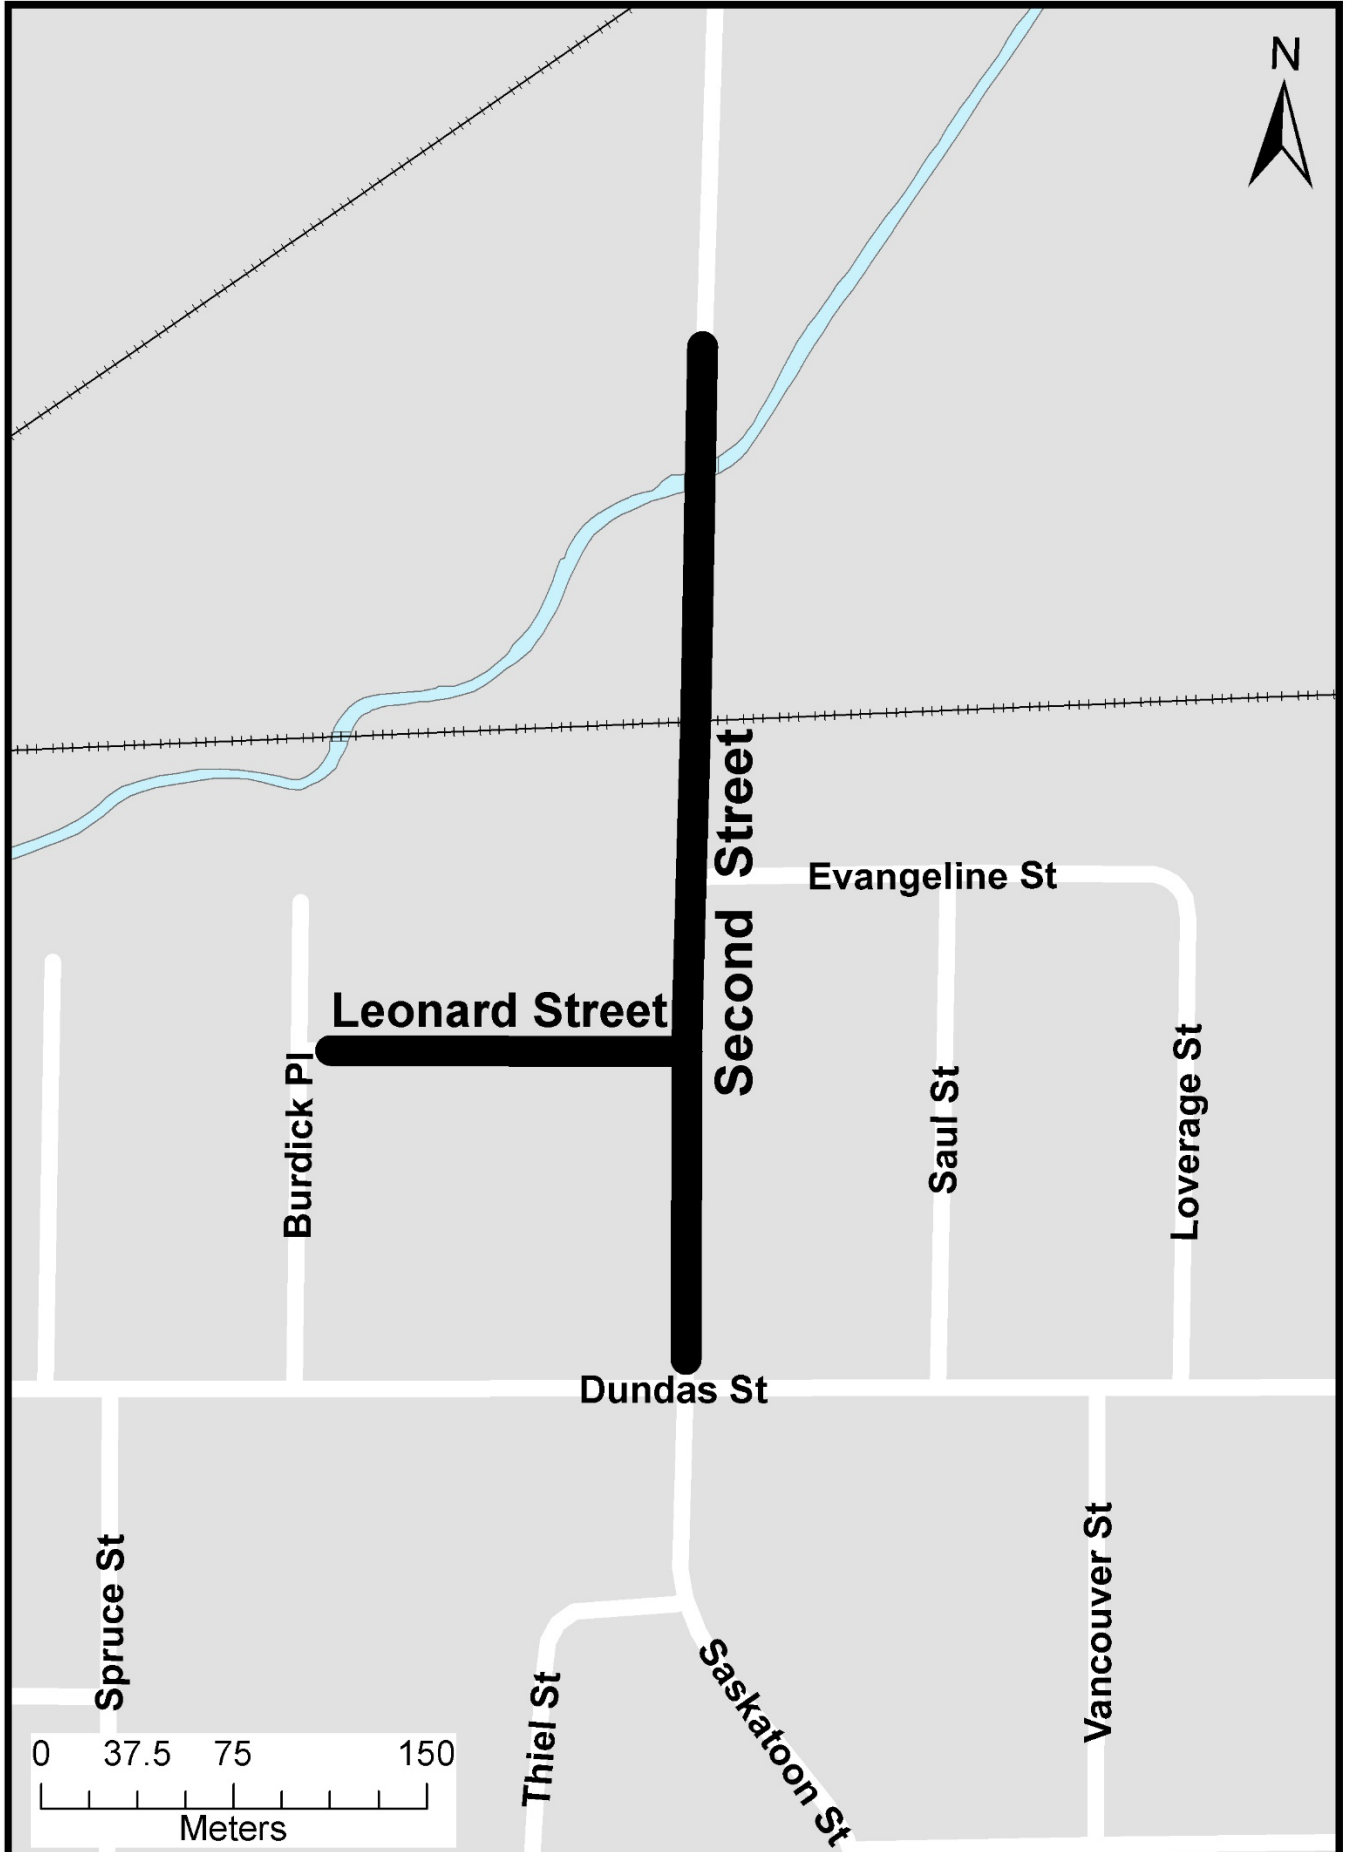 N
Second Street
Evangeline St
Leonard Street
Burdick Pl
Saul St
Loverage St
Dundas St
Spruce St
Thiel St
Saskatoon St
Vancouver St
0 37.5 75 150
Meters